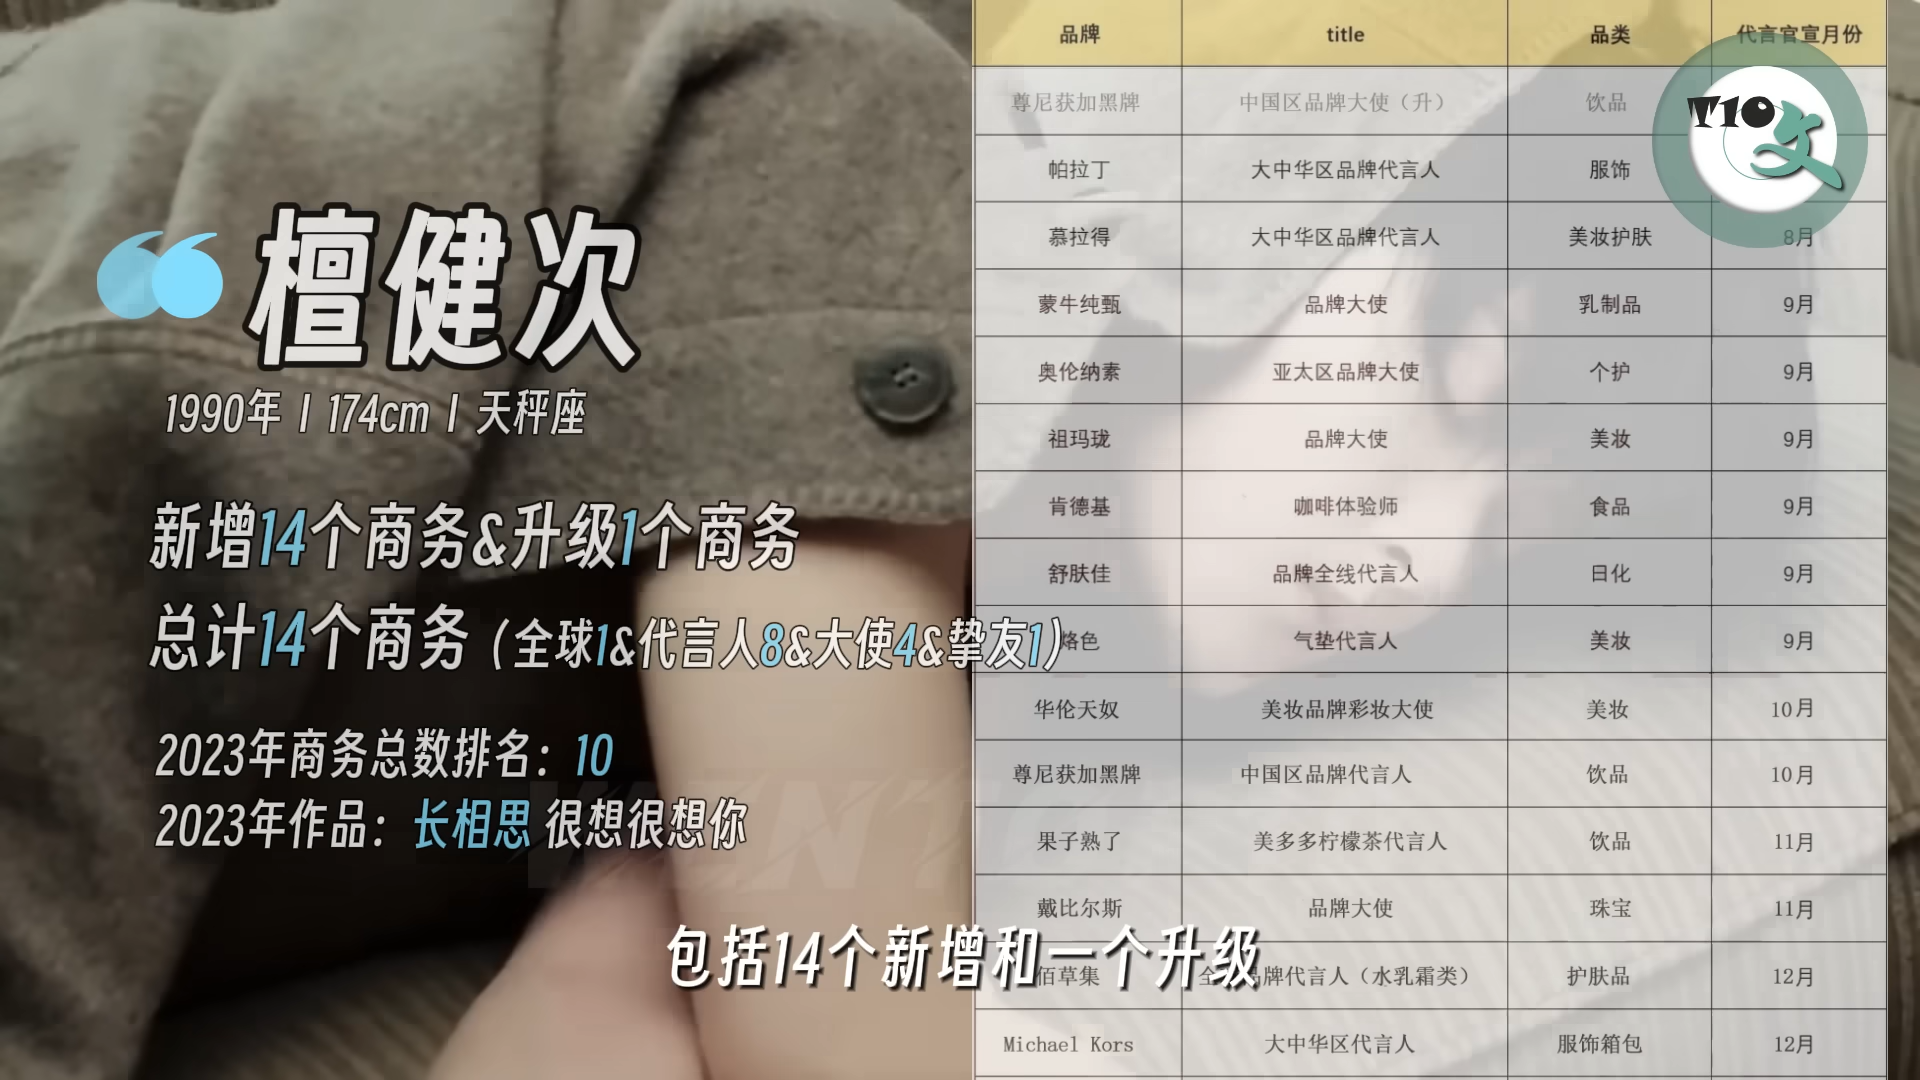 檀健次
1990年 | 174cm | 天秤座
新增14个商务&升级1个商务
总计14个商务（全球1&代言人8&大使4&挚友1）
2023年商务总数排名：10
2023年作品：长相思 很想很想你
品牌 title 品类 代言官宣月份
尊尼获加黑牌 中国区品牌大使（升） 饮品
帕拉丁 大中华区品牌代言人 服饰
慕拉得 大中华区品牌代言人 美妆护肤 8月
蒙牛纯甄 品牌大使 乳制品 9月
奥伦纳素 亚太区品牌大使 个护 9月
祖玛珑 品牌大使 美妆 9月
肯德基 咖啡体验师 食品 9月
舒肤佳 品牌全线代言人 日化 9月
烙色 气垫代言人 美妆 9月
华伦天奴 美妆品牌彩妆大使 美妆 10月
尊尼获加黑牌 中国区品牌代言人 饮品 10月
果子熟了 美多多柠檬茶代言人 饮品 11月
戴比尔斯 品牌大使 珠宝 11月
佰草集 全 品牌代言人（水乳霜类） 护肤品 12月
Michael Kors 大中华区代言人 服饰箱包 12月
T10文
包括14个新增和一个升级